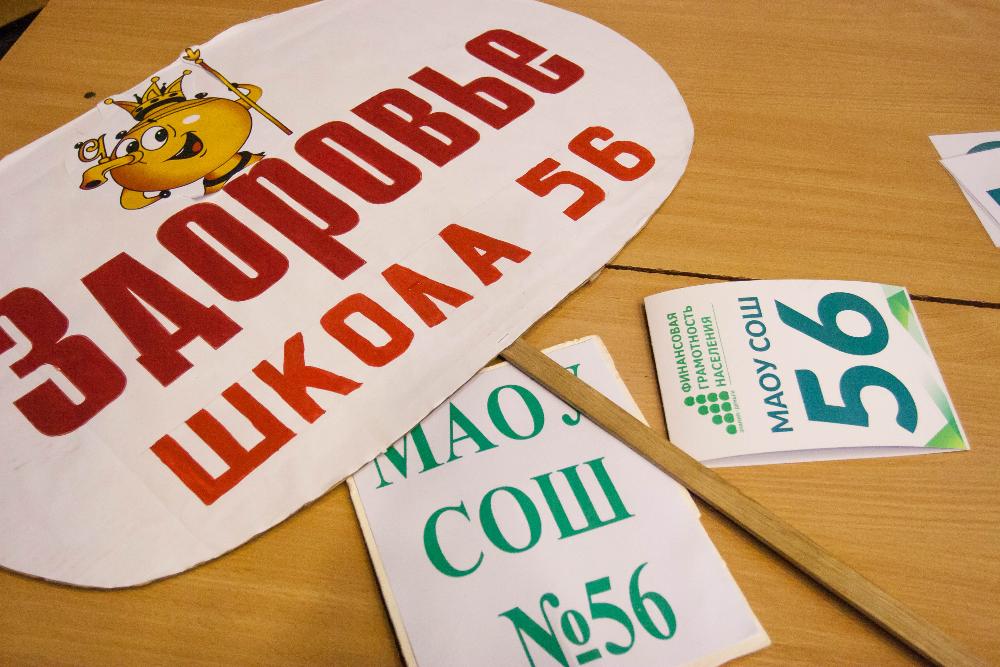 Здоровье
ШКОЛА 56
МАОУ
СОШ
№56
ФИНАНСОВАЯ
ГРАМОТНОСТЬ
НАСЕЛЕНИЯ
МАОУ СОШ
56